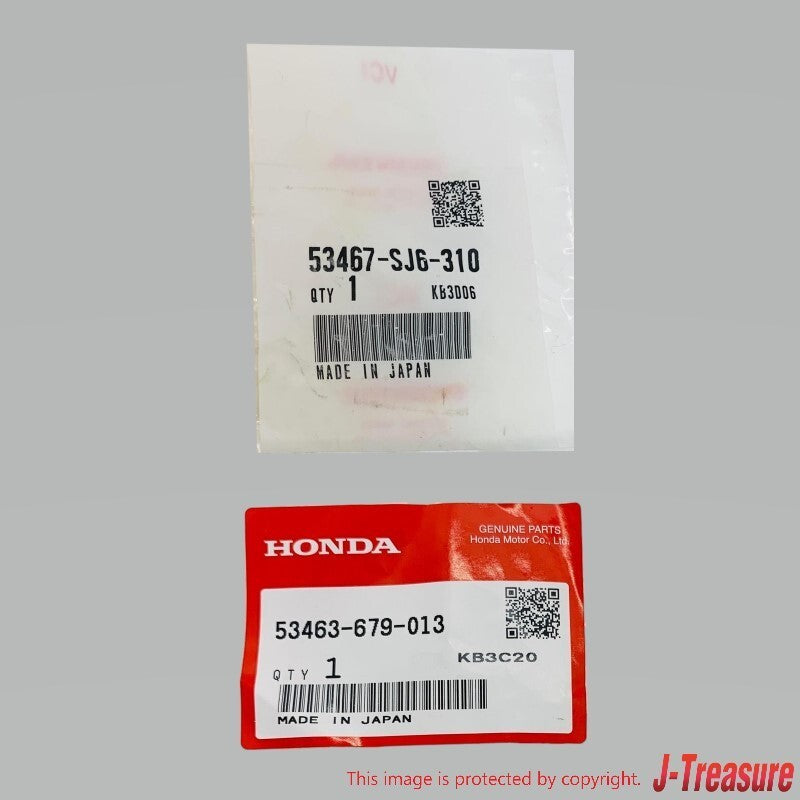 VCI
53467-SJ6-310
QTY 1 KB3D06
MADE IN JAPAN
GENUINE PARTS
HONDA Honda Motor Co., Ltd.
53463-679-013
QTY 1 KB3C20
MADE IN JAPAN
This image is protected by copyright. J-Treasure